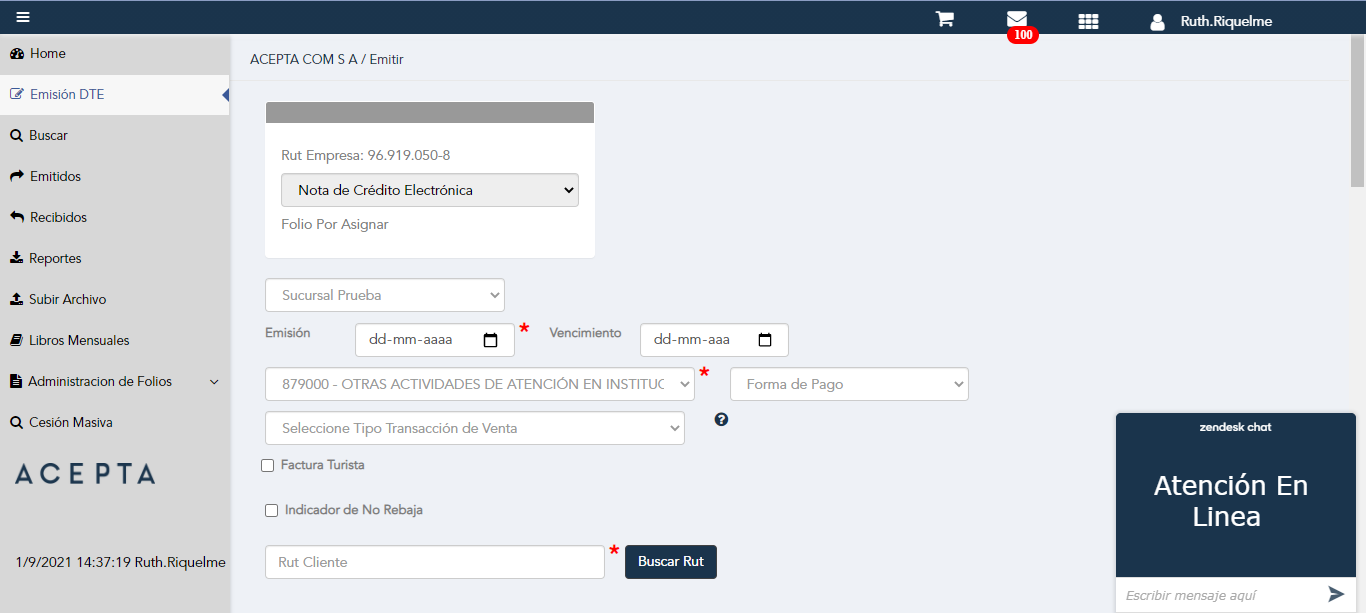 Ruth.Riquelme
100
Home
Emisión DTE
Buscar
Emitidos
Recibidos
Reportes
Subir Archivo
Libros Mensuales
Administracion de Folios
Cesión Masiva
ACEPTA
1/9/2021 14:37:19 Ruth.Riquelme
ACEPTA COM S A / Emitir
Rut Empresa: 96.919.050-8
Nota de Crédito Electrónica
Folio Por Asignar
Sucursal Prueba
Emisión dd-mm-aaaa * Vencimiento dd-mm-aaa
879000 - OTRAS ACTIVIDADES DE ATENCIÓN EN INSTITUC * Forma de Pago
Seleccione Tipo Transacción de Venta ?
Factura Turista
Indicador de No Rebaja
Rut Cliente * Buscar Rut
zendesk chat
Atención En
Linea
Escribir mensaje aquí